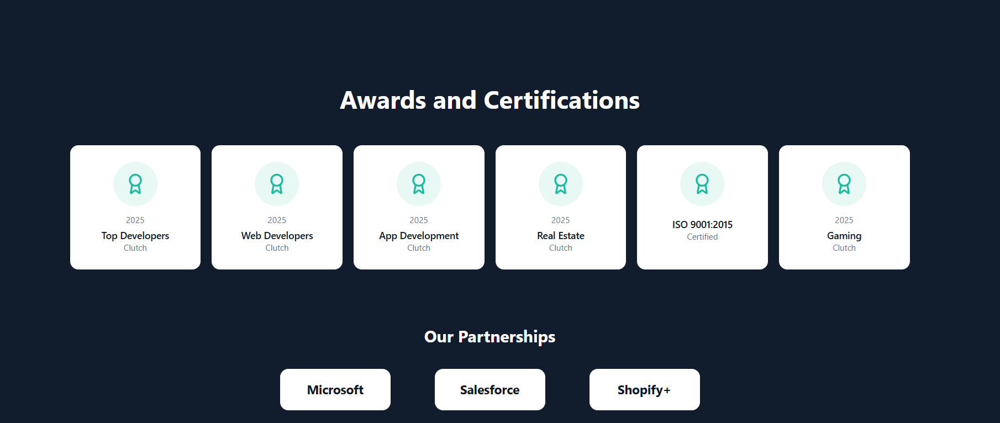 Awards and Certifications
2025
Top Developers
Clutch
2025
Web Developers
Clutch
2025
App Development
Clutch
2025
Real Estate
Clutch
ISO 9001:2015
Certified
2025
Gaming
Clutch
Our Partnerships
Microsoft
Salesforce
Shopify+